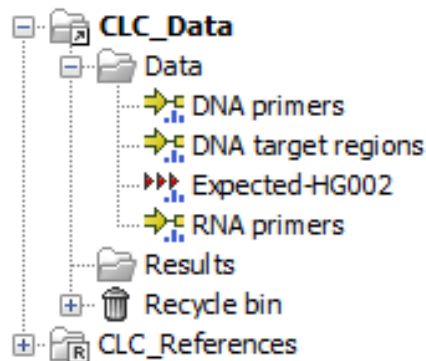 CLC_Data
Data
DNA primers
DNA target regions
Expected-HG002
RNA primers
Results
Recycle bin
R CLC_References